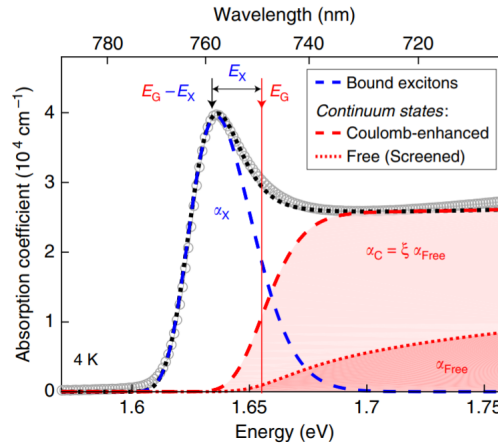 Wavelength (nm)
780 760 740 720
E_X
E_G – E_X
E_G
Bound excitons
Continuum states:
Coulomb-enhanced
Free (Screened)
Absorption coefficient (10⁴ cm⁻¹)
4
3
2
1
0
α_X
α_C = ξ α_Free
α_Free
4 K
1.6 1.65 1.7 1.75
Energy (eV)